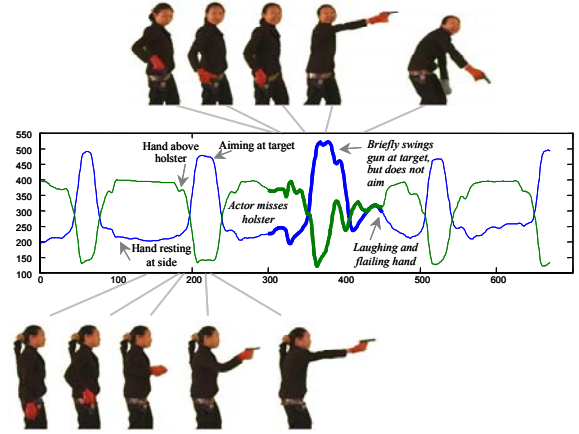 550
500
450
400
350
300
250
200
150
100
Hand above
holster
Aiming at target
Briefly swings
gun at target,
but does not
aim
Actor misses
holster
Hand resting
at side
Laughing and
flailing hand
0
100
200
300
400
500
600